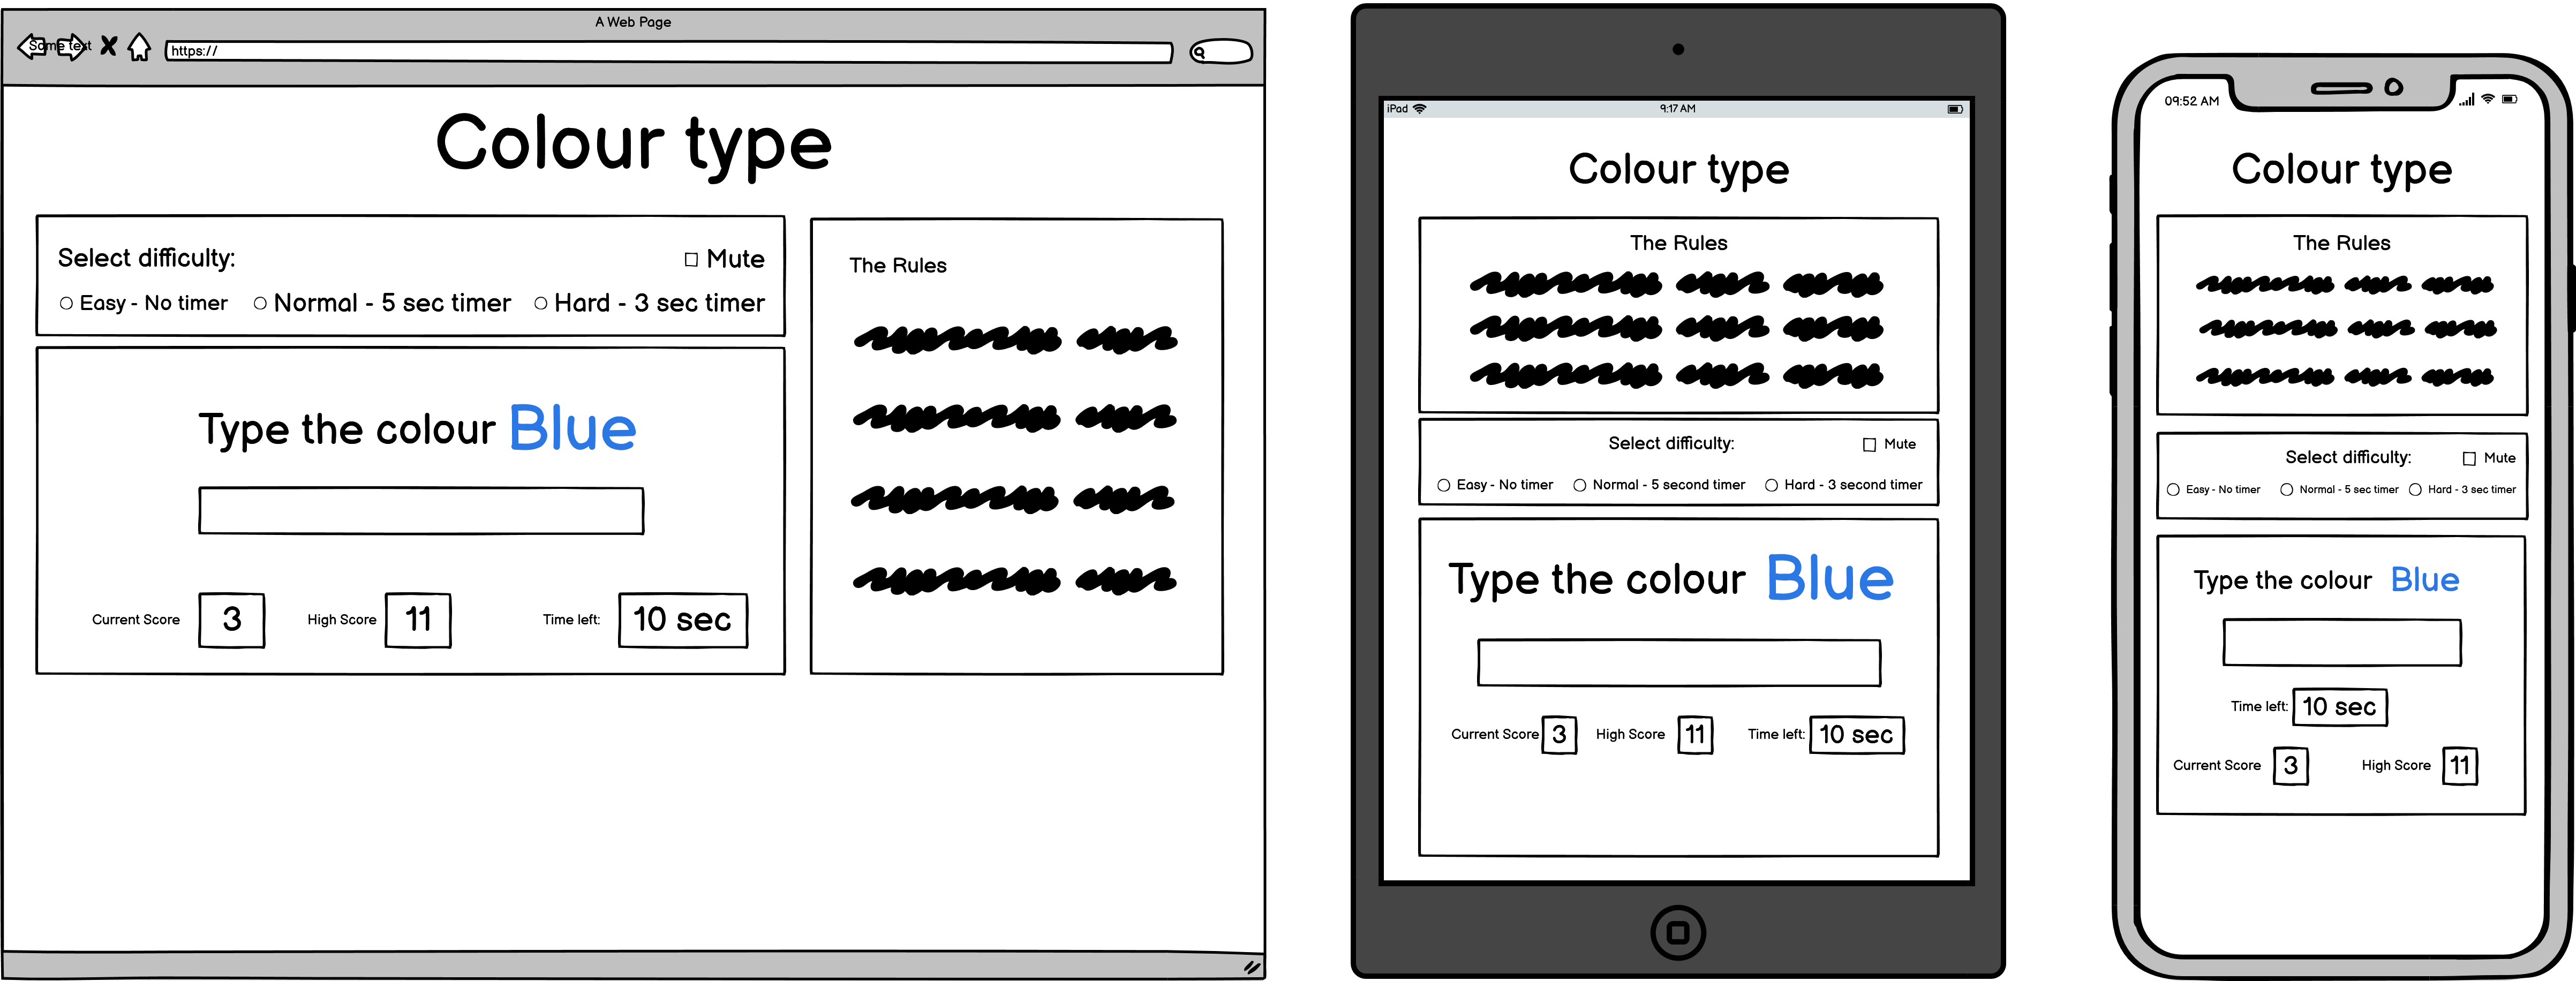 A Web Page
Some text
https://
Colour type
Select difficulty:
Mute
Easy - No timer
Normal - 5 sec timer
Hard - 3 sec timer
Type the colour Blue
Current Score 3
High Score 11
Time left: 10 sec
The Rules
iPad
9:17 AM
Colour type
The Rules
Select difficulty:
Mute
Easy - No timer
Normal - 5 second timer
Hard - 3 second timer
Type the colour Blue
Current Score 3
High Score 11
Time left: 10 sec
09:52 AM
Colour type
The Rules
Select difficulty:
Mute
Easy - No timer
Normal - 5 sec timer
Hard - 3 sec timer
Type the colour Blue
Time left: 10 sec
Current Score 3
High Score 11